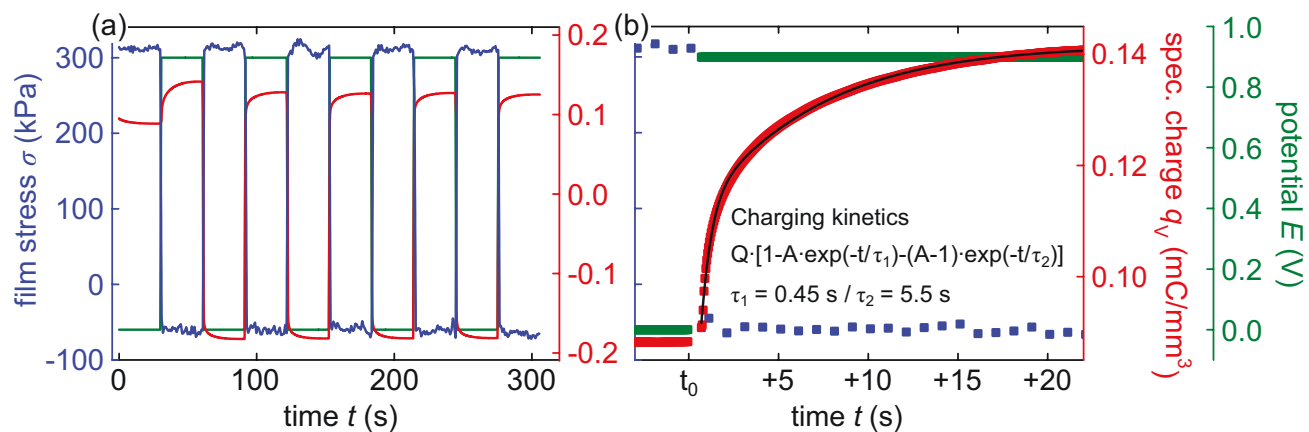 (a)
film stress σ (kPa)
300
200
100
0
-100
0.2
0.1
0.0
-0.1
-0.2
0
100
200
300
time t (s)
(b)
Charging kinetics
Q·[1-A·exp(-t/τ₁)-(A-1)·exp(-t/τ₂)]
τ₁ = 0.45 s / τ₂ = 5.5 s
t₀
+5
+10
+15
+20
time t (s)
0.14
0.12
0.10
spec. charge qᵥ (mC/mm³)
1.0
0.8
0.6
0.4
0.2
0.0
potential E (V)